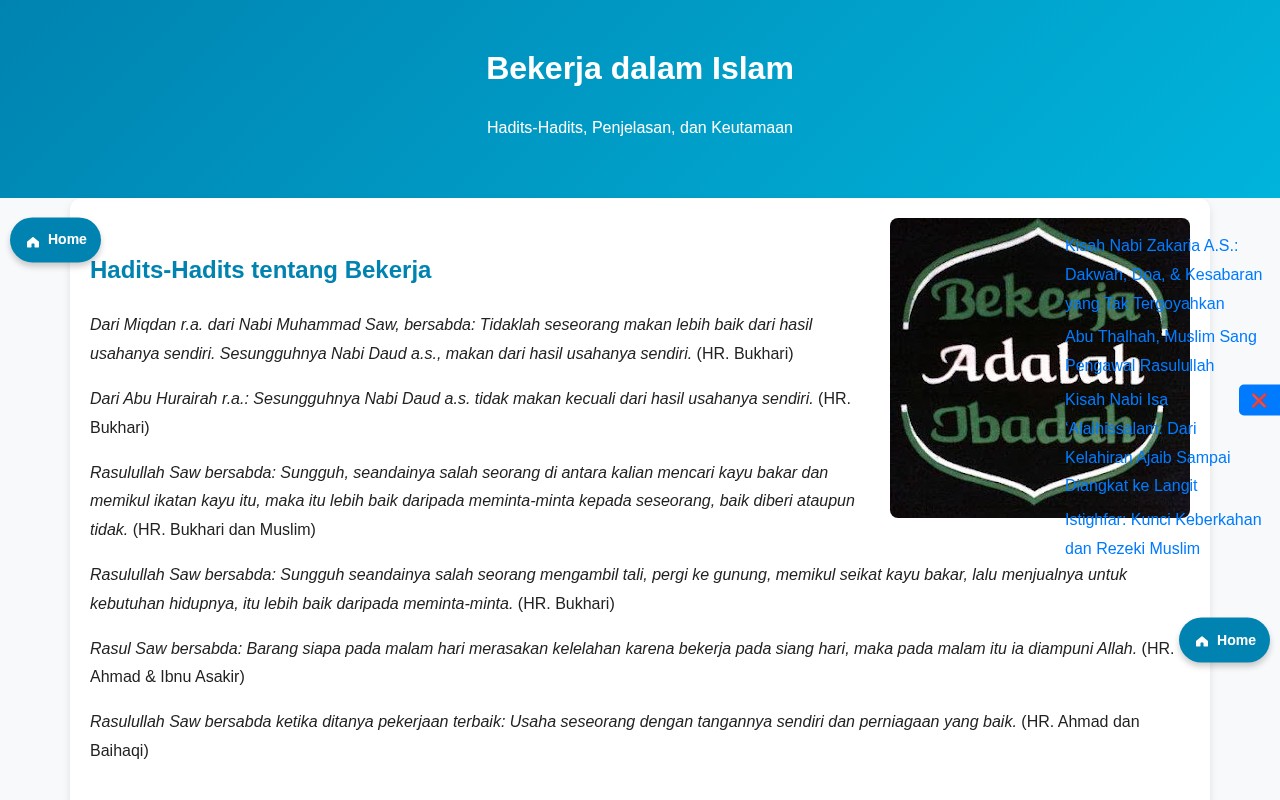 Bekerja dalam Islam
Hadits-Hadits, Penjelasan, dan Keutamaan
Home
Hadits-Hadits tentang Bekerja
Dari Miqdan r.a. dari Nabi Muhammad Saw, bersabda: Tidaklah seseorang makan lebih baik dari hasil
usahanya sendiri. Sesungguhnya Nabi Daud a.s., makan dari hasil usahanya sendiri. (HR. Bukhari)
Dari Abu Hurairah r.a.: Sesungguhnya Nabi Daud a.s. tidak makan kecuali dari hasil usahanya sendiri. (HR.
Bukhari)
Rasulullah Saw bersabda: Sungguh, seandainya salah seorang di antara kalian mencari kayu bakar dan
memikul ikatan kayu itu, maka itu lebih baik daripada meminta-minta kepada seseorang, baik diberi ataupun
tidak. (HR. Bukhari dan Muslim)
Rasulullah Saw bersabda: Sungguh seandainya salah seorang mengambil tali, pergi ke gunung, memikul seikat kayu bakar, lalu menjualnya untuk
kebutuhan hidupnya, itu lebih baik daripada meminta-minta. (HR. Bukhari)
Rasul Saw bersabda: Barang siapa pada malam hari merasakan kelelahan karena bekerja pada siang hari, maka pada malam itu ia diampuni Allah. (HR.
Ahmad & Ibnu Asakir)
Rasulullah Saw bersabda ketika ditanya pekerjaan terbaik: Usaha seseorang dengan tangannya sendiri dan perniagaan yang baik. (HR. Ahmad dan
Baihaqi)
Bekerja
Adalah
Ibadah
Kisah Nabi Zakaria A.S.:
Dakwah, Doa, & Kesabaran
yang Tak Tergoyahkan
Abu Thalhah, Muslim Sang
Pengawal Rasulullah
Kisah Nabi Isa
'Alaihissalam: Dari
Kelahiran Ajaib Sampai
Diangkat ke Langit
Istighfar: Kunci Keberkahan
dan Rezeki Muslim
Home